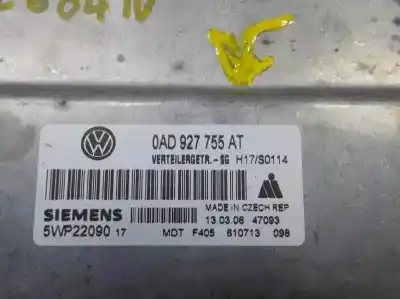 0AD 927 755 AT
VERTEILERGETR.-SG H17/S0114
SIEMENS
MADE IN CZECH REP
5WP22090 17
13.03.06 47093
MDT F405 610713 098